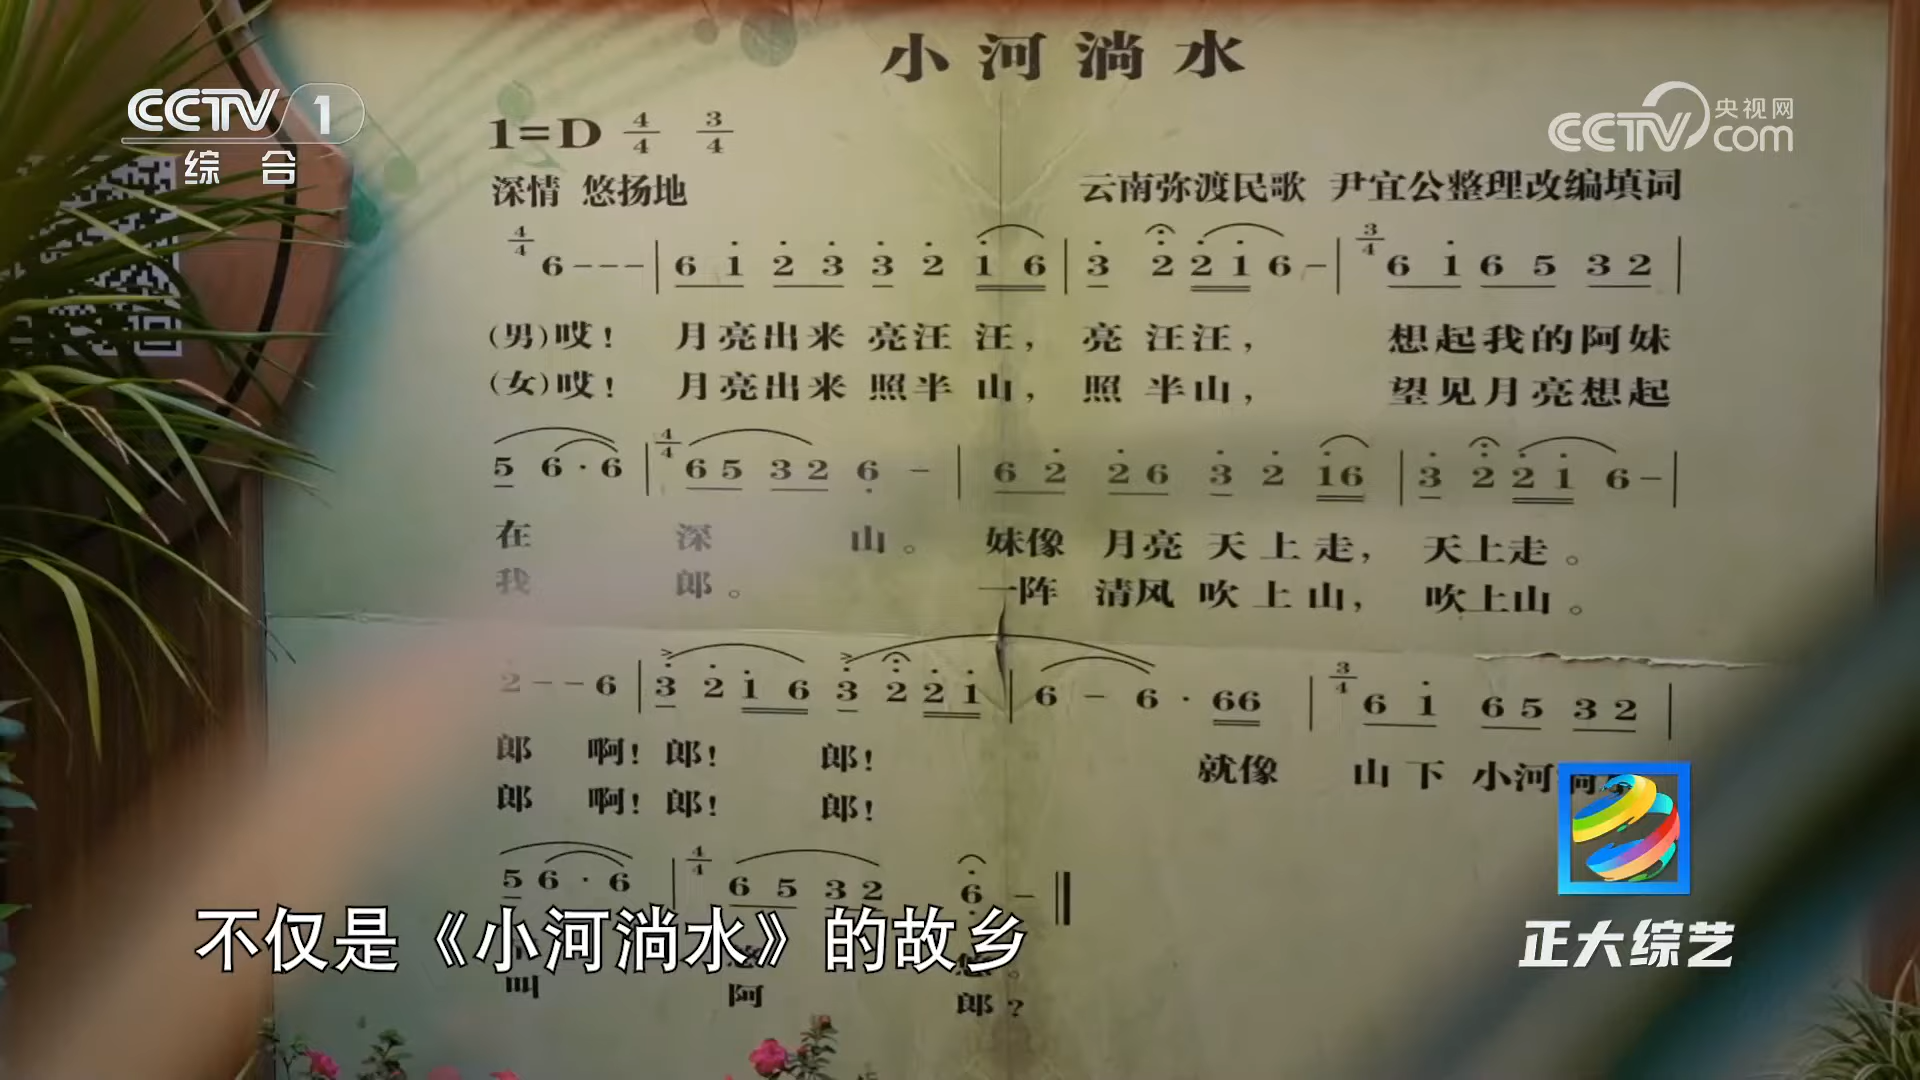 小河淌水
CCTV 1
综合
央视网
CCTV.com
1=D 4/4 3/4
深情 悠扬地
云南弥渡民歌 尹宜公整理改编填词
4/4 6--- | 6 1 2 3 3 2 1 6 | 3 2 2 1 6 - | 3/4 6 1 6 5 3 2 |
(男)哎! 月亮出来 亮汪 汪, 亮 汪汪, 想起我的阿妹
(女)哎! 月亮出来 照半 山, 照 半山, 望见月亮想起
5 6 · 6 | 4/4 6 5 3 2 6 - | 6 2 2 6 3 2 1 6 | 3 2 2 1 6 - |
在 深 山。 妹像 月亮 天上走, 天上走。
我 郎。 一阵 清风 吹上山, 吹上山。
2 - - 6 | 3 2 1 6 3 2 2 1 | 6 - 6 · 6 6 | 3/4 6 1 6 5 3 2 |
郎 啊! 郎! 郎! 就像 山下 小河
郎 啊! 郎! 郎!
5 6 · 6 | 4/4 6 5 3 2 6 - ‖
不仅是《小河淌水》的故乡
叫 阿 郎?
正大综艺